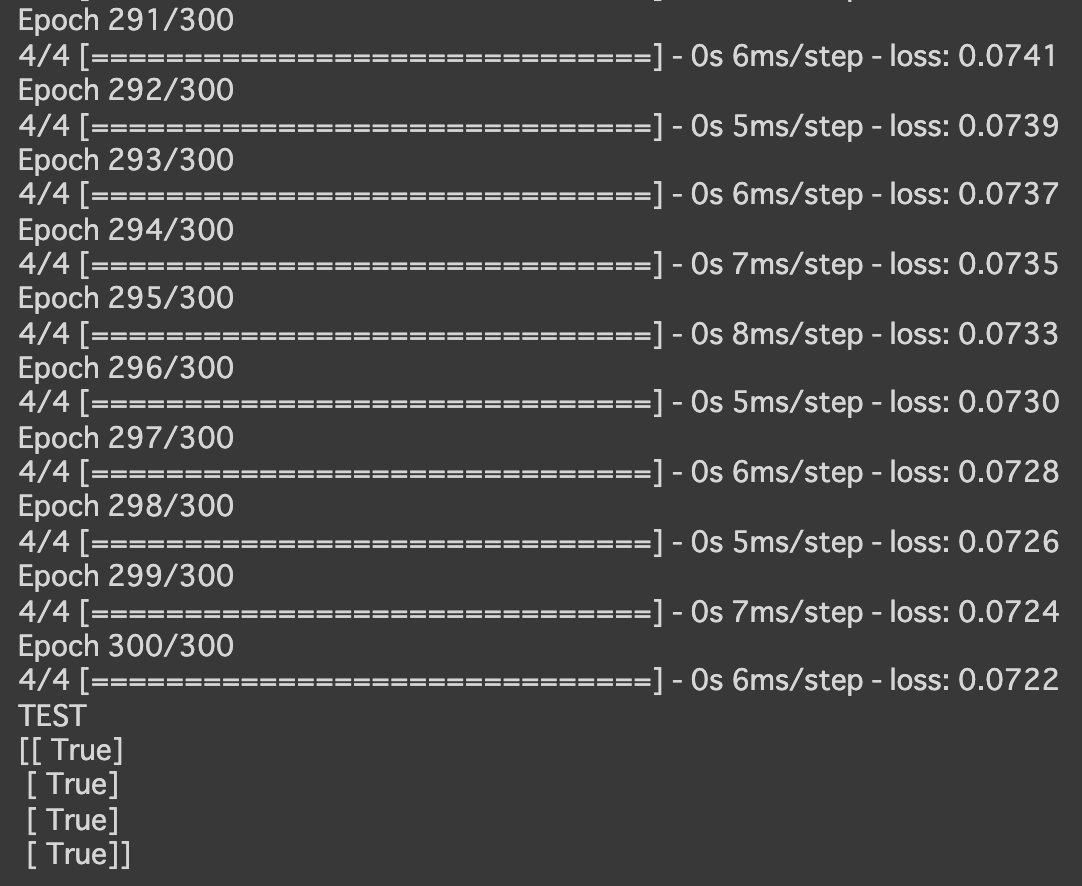 Epoch 291/300
4/4 [==============================] - 0s 6ms/step - loss: 0.0741
Epoch 292/300
4/4 [==============================] - 0s 5ms/step - loss: 0.0739
Epoch 293/300
4/4 [==============================] - 0s 6ms/step - loss: 0.0737
Epoch 294/300
4/4 [==============================] - 0s 7ms/step - loss: 0.0735
Epoch 295/300
4/4 [==============================] - 0s 8ms/step - loss: 0.0733
Epoch 296/300
4/4 [==============================] - 0s 5ms/step - loss: 0.0730
Epoch 297/300
4/4 [==============================] - 0s 6ms/step - loss: 0.0728
Epoch 298/300
4/4 [==============================] - 0s 5ms/step - loss: 0.0726
Epoch 299/300
4/4 [==============================] - 0s 7ms/step - loss: 0.0724
Epoch 300/300
4/4 [==============================] - 0s 6ms/step - loss: 0.0722
TEST
[[ True]
 [ True]
 [ True]
 [ True]]